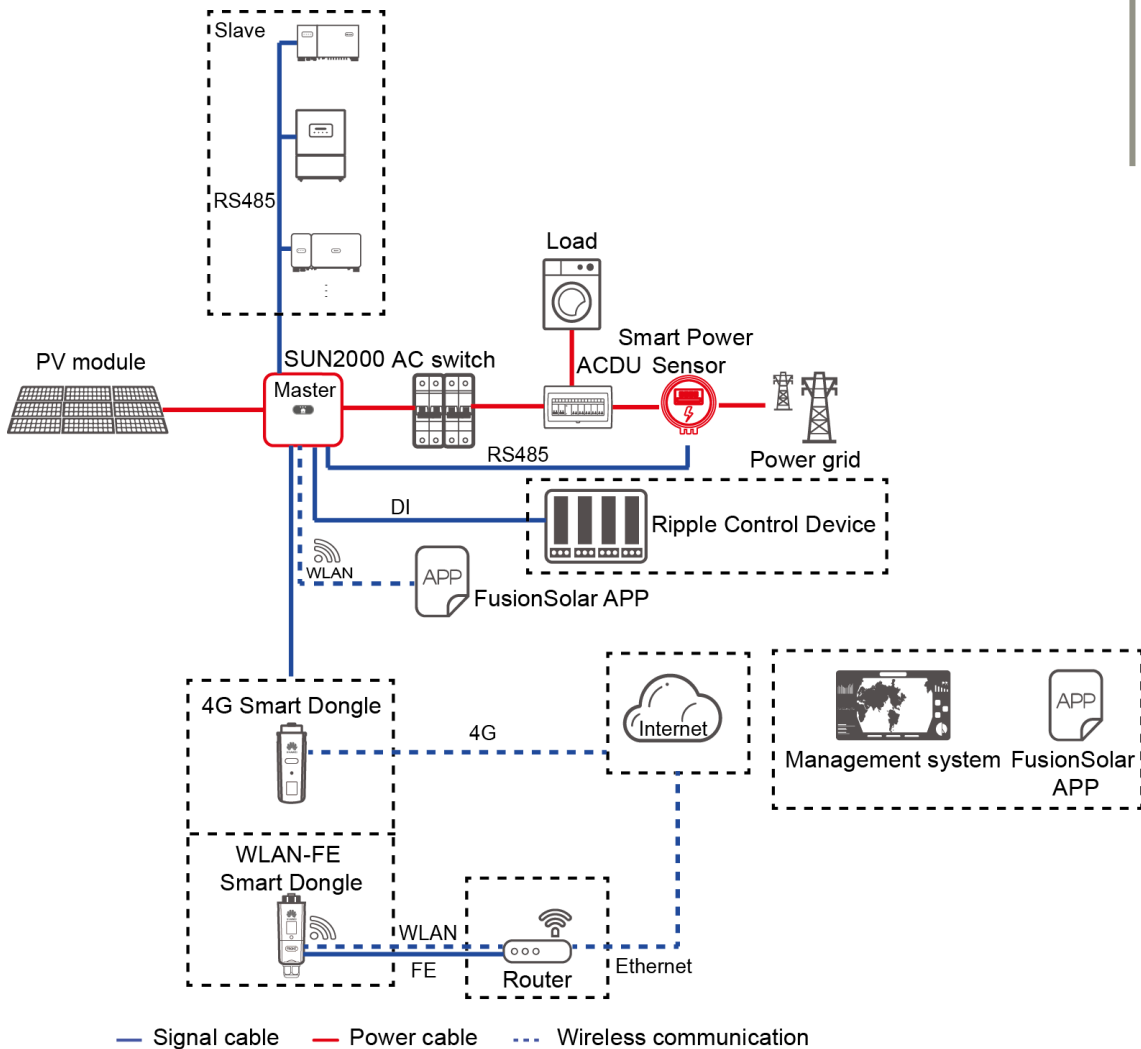 Slave
RS485
Load
Smart Power
Sensor
PV module
SUN2000
AC switch
ACDU
Master
RS485
Power grid
DI
Ripple Control Device
WLAN
APP
FusionSolar APP
4G Smart Dongle
4G
Internet
APP
Management system
FusionSolar
APP
WLAN-FE
Smart Dongle
WLAN
FE
Router
Ethernet
Signal cable
Power cable
Wireless communication